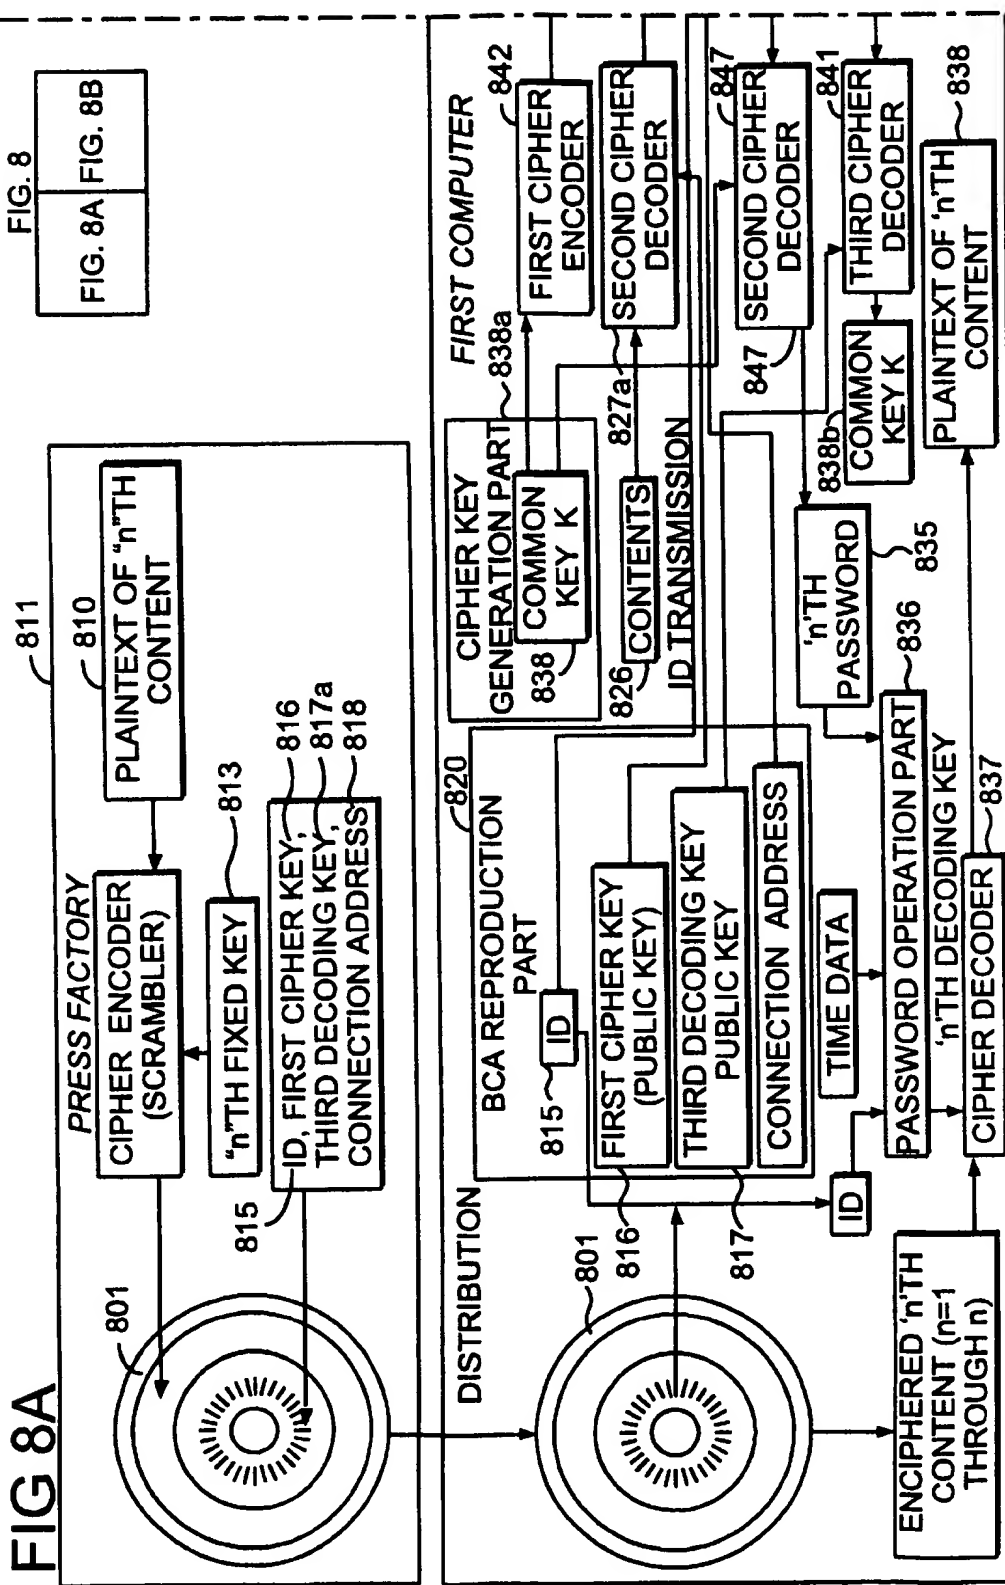 FIG 8A
FIG. 8
FIG. 8A
FIG. 8B
811
PRESS FACTORY
810
PLAINTEXT OF "n"TH
CONTENT
CIPHER ENCODER
(SCRAMBLER)
813
"n"TH FIXED KEY
801
815
ID, FIRST CIPHER KEY,
THIRD DECODING KEY,
CONNECTION ADDRESS
816
817a
818
DISTRIBUTION
801
820
BCA REPRODUCTION
PART
815
ID
FIRST CIPHER KEY
(PUBLIC KEY)
816
THIRD DECODING KEY
PUBLIC KEY
817
CONNECTION ADDRESS
FIRST COMPUTER
CIPHER KEY
GENERATION PART
838a
COMMON
KEY K
838
842
FIRST CIPHER
ENCODER
826
CONTENTS
827a
SECOND CIPHER
DECODER
ID TRANSMISSION
847
SECOND CIPHER
DECODER
847
841
THIRD CIPHER
DECODER
838b
COMMON
KEY K
'n'TH
PASSWORD
835
TIME DATA
ID
PASSWORD OPERATION PART
836
'n'TH DECODING KEY
CIPHER DECODER
837
838
PLAINTEXT OF 'n'TH
CONTENT
ENCIPHERED 'n'TH
CONTENT (n=1
THROUGH n)